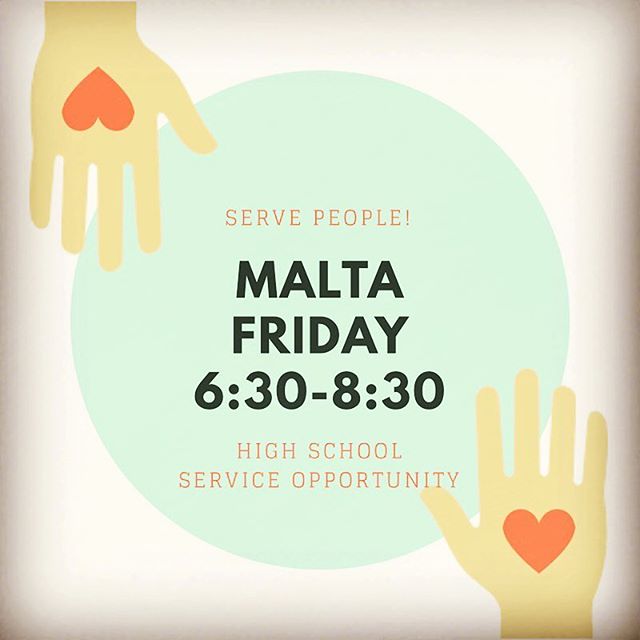 SERVE PEOPLE!
MALTA
FRIDAY
6:30-8:30
HIGH SCHOOL
SERVICE OPPORTUNITY